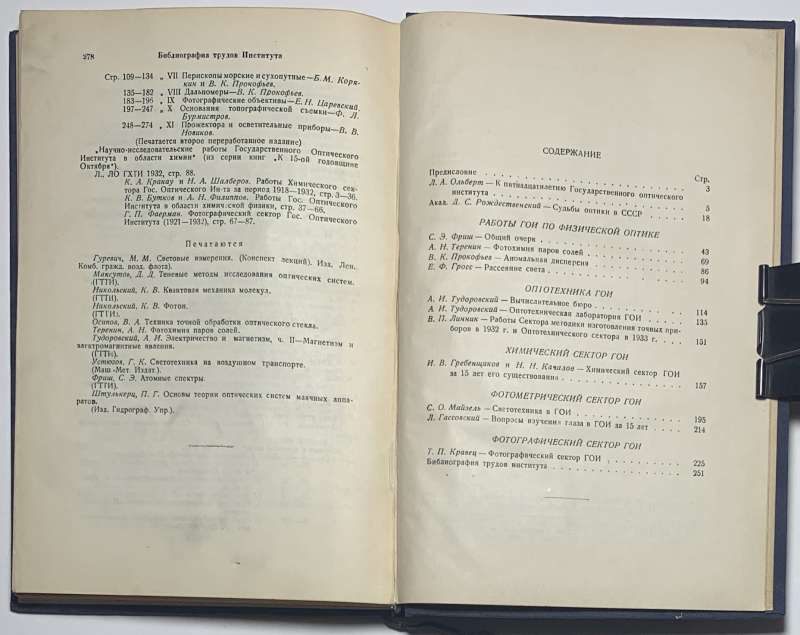 278 Библиография трудов Института
Стр. 109—134 „ VII Перископы морские и сухопутные—Б. М. Коря-
кин и В. К. Прокофьев.
135—182 „ VIII Дальномеры—В. К. Прокофьев.
183—196 „ IX Фотографические объективы—Е. Н. Царевский.
197—247 „ X Основания топографической съемки—Ф. Л.
Бурмистров.
248—274 „ XI Прожектора и осветительные приборы—В. В.
Новиков.
(Печатается второе переработанное издание)
„Научно-исследовательские работы Государственного Оптического
Института в области химии“ (из серии книг „К 15-ой годовщине
Октября“).
Л., ЛО ГХТИ 1932, стр. 88.
К. А. Кракау и Н. А. Шалберов. Работы Химического сек-
тора Гос. Оптического Ин-та за период 1918—1932, стр. 3—36.
К. В. Бутков и А. Н. Филиппов. Работы Гос. Оптического
Института в области химической физики, стр. 37—66.
Г. П. Фаерман. Фотографический сектор Гос. Оптического
Института (1921—1932), стр. 67—87.
Печатаются
Гуревич, М. М. Световые измерения. (Конспект лекций). Изд. Лен.
Комб. гражд. возд. флота).
Максутов, Д. Д. Теневые методы исследования оптических систем.
(ГТТИ).
Никольский, К. В. Квантовая механика молекул.
(ГТТИ).
Никольский, К. В. Фотон.
(ГТТИ).
Осипов, В. А. Техника точной обработки оптического стекла.
Теренин, А. Н. Фотохимия паров солей.
Тудоровский, А. И. Электричество и магнетизм, ч. II—Магнетизм и
электромагнитные явления.
(ГТТИ).
Устюгов, Г. К. Светотехника на воздушном транспорте.
(Маш.-Мет. Издат.).
Фриш, С. Э. Атомные спектры.
(ГТТИ).
Штулькерц, П. Г. Основы теории оптических систем маячных аппа-
ратов.
(Изд. Гидрограф. Упр.).
СОДЕРЖАНИЕ
Стр.
Предисловие 3
Л. А. Ольберт — К пятнадцатилетию Государственного оптического
института 5
Акад. Д. С. Рождественский — Судьбы оптики в СССР 18
РАБОТЫ ГОИ ПО ФИЗИЧЕСКОЙ ОПТИКЕ
С. Э. Фриш — Общий очерк 43
А. Н. Теренин — Фотохимия паров солей 69
В. К. Прокофьев — Аномальная дисперсия 86
Е. Ф. Гросс — Рассеяние света 94
ОПТОТЕХНИКА ГОИ
А. И. Тудоровский — Вычислительное бюро 114
А. И. Тудоровский — Оптотехническая лаборатория ГОИ 135
В. П. Линник — Работы Сектора методики изготовления точных при-
боров в 1932 г. и Оптотехнического сектора в 1933 г. 151
ХИМИЧЕСКИЙ СЕКТОР ГОИ
И. В. Гребенщиков и Н. Н. Качалов — Химический сектор ГОИ
за 15 лет его существования 157
ФОТОМЕТРИЧЕСКИЙ СЕКТОР ГОИ
С. О. Майзель — Светотехника в ГОИ 195
Л. Гассовский — Вопросы изучения глаза в ГОИ за 15 лет 214
ФОТОГРАФИЧЕСКИЙ СЕКТОР ГОИ
Т. П. Кравец — Фотографический сектор ГОИ 225
Библиография трудов института 251